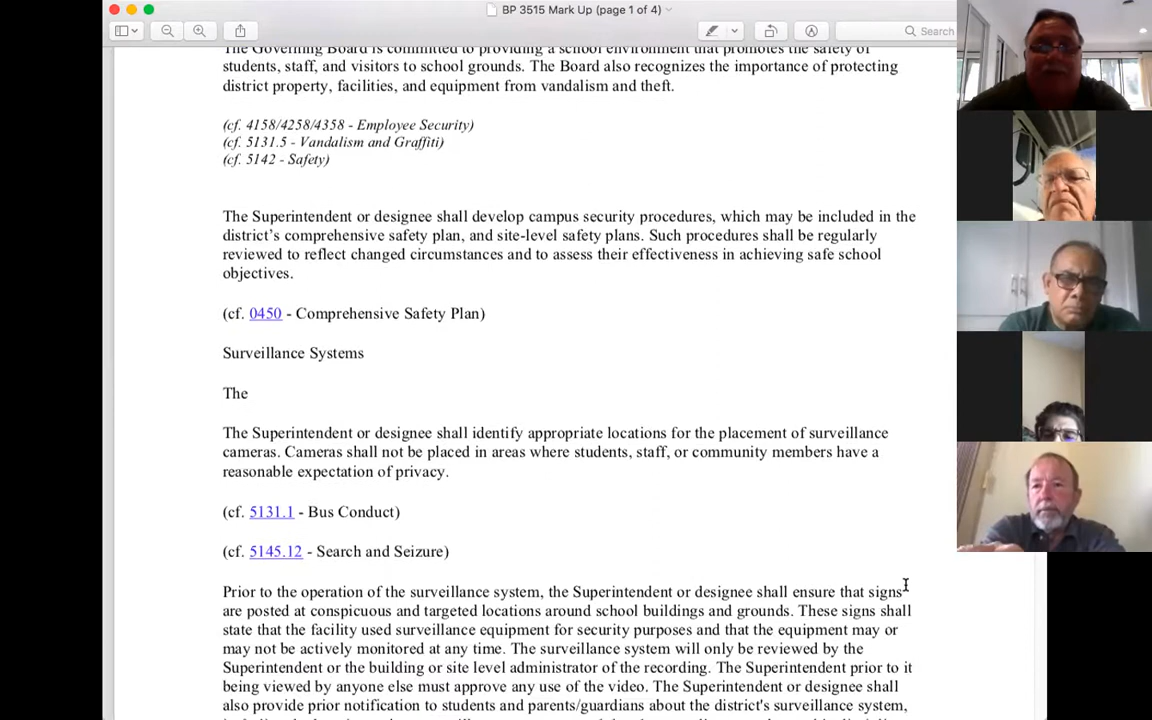 BP 3515 Mark Up (page 1 of 4)
Search
The Governing Board is committed to providing a school environment that promotes the safety of
students, staff, and visitors to school grounds. The Board also recognizes the importance of protecting
district property, facilities, and equipment from vandalism and theft.
(cf. 4158/4258/4358 - Employee Security)
(cf. 5131.5 - Vandalism and Graffiti)
(cf. 5142 - Safety)
The Superintendent or designee shall develop campus security procedures, which may be included in the
district's comprehensive safety plan, and site-level safety plans. Such procedures shall be regularly
reviewed to reflect changed circumstances and to assess their effectiveness in achieving safe school
objectives.
(cf. 0450 - Comprehensive Safety Plan)
Surveillance Systems
The
The Superintendent or designee shall identify appropriate locations for the placement of surveillance
cameras. Cameras shall not be placed in areas where students, staff, or community members have a
reasonable expectation of privacy.
(cf. 5131.1 - Bus Conduct)
(cf. 5145.12 - Search and Seizure)
Prior to the operation of the surveillance system, the Superintendent or designee shall ensure that signs
are posted at conspicuous and targeted locations around school buildings and grounds. These signs shall
state that the facility used surveillance equipment for security purposes and that the equipment may or
may not be actively monitored at any time. The surveillance system will only be reviewed by the
Superintendent or the building or site level administrator of the recording. The Superintendent prior to it
being viewed by anyone else must approve any use of the video. The Superintendent or designee shall
also provide prior notification to students and parents/guardians about the district's surveillance system,